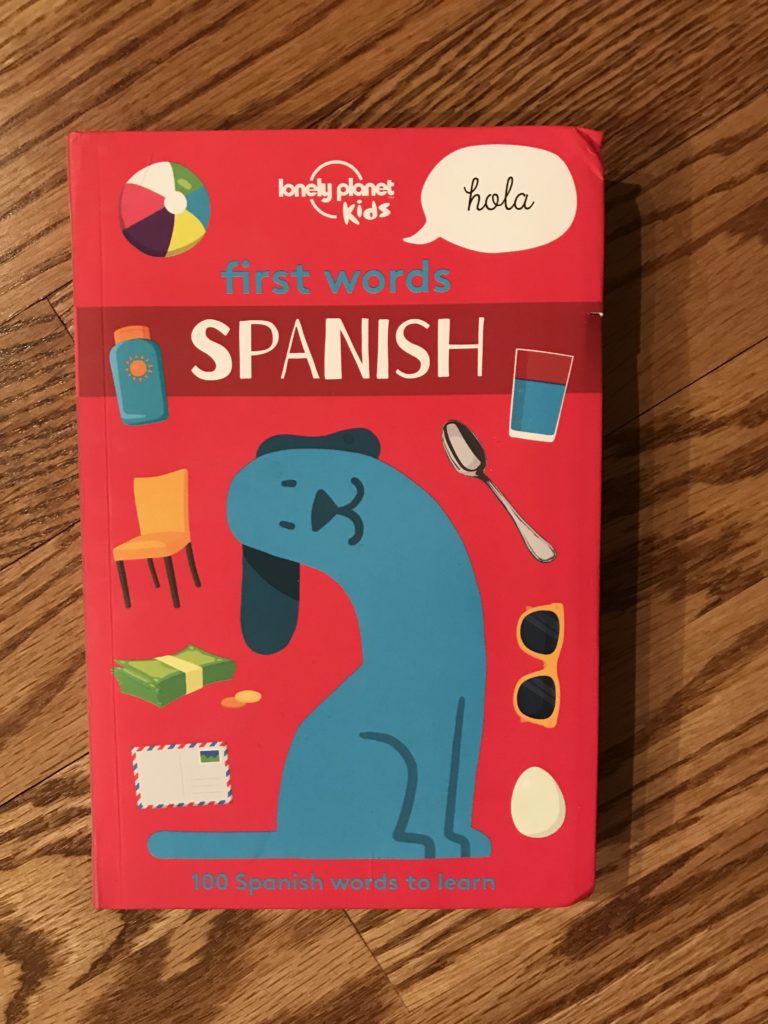 lonely planet
kids
hola
first words
SPANISH
100 Spanish words to learn